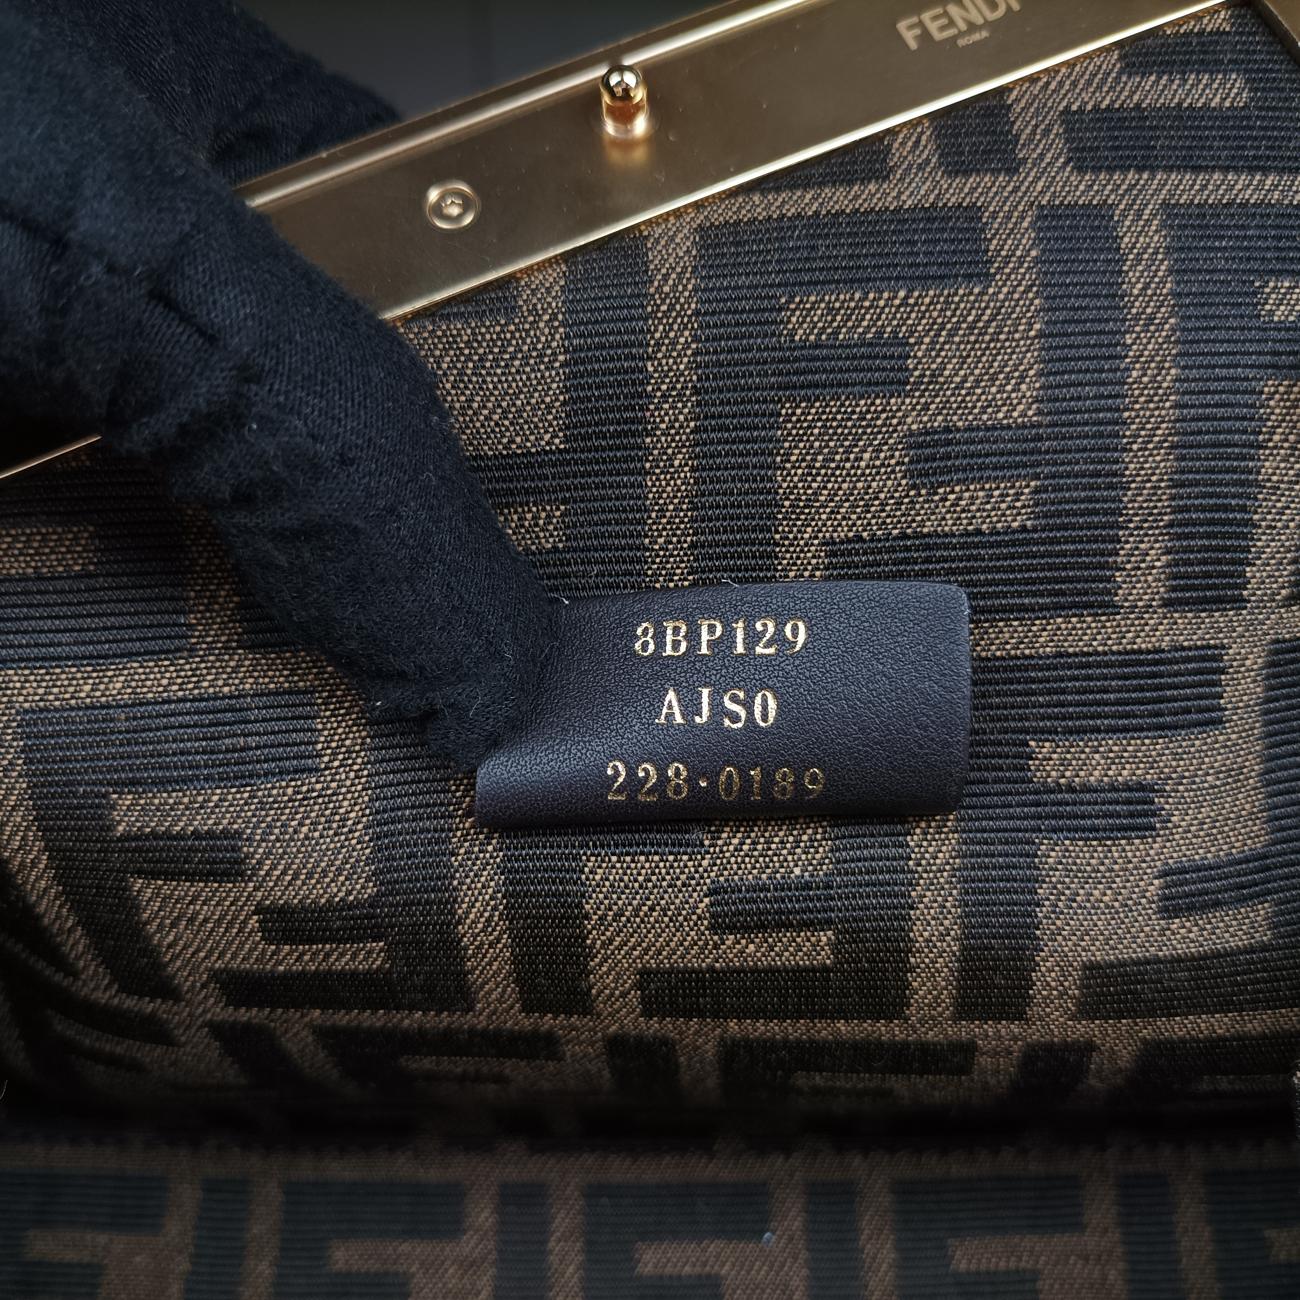 FENDI
ROMA
8BP129
AJS0
228·0189